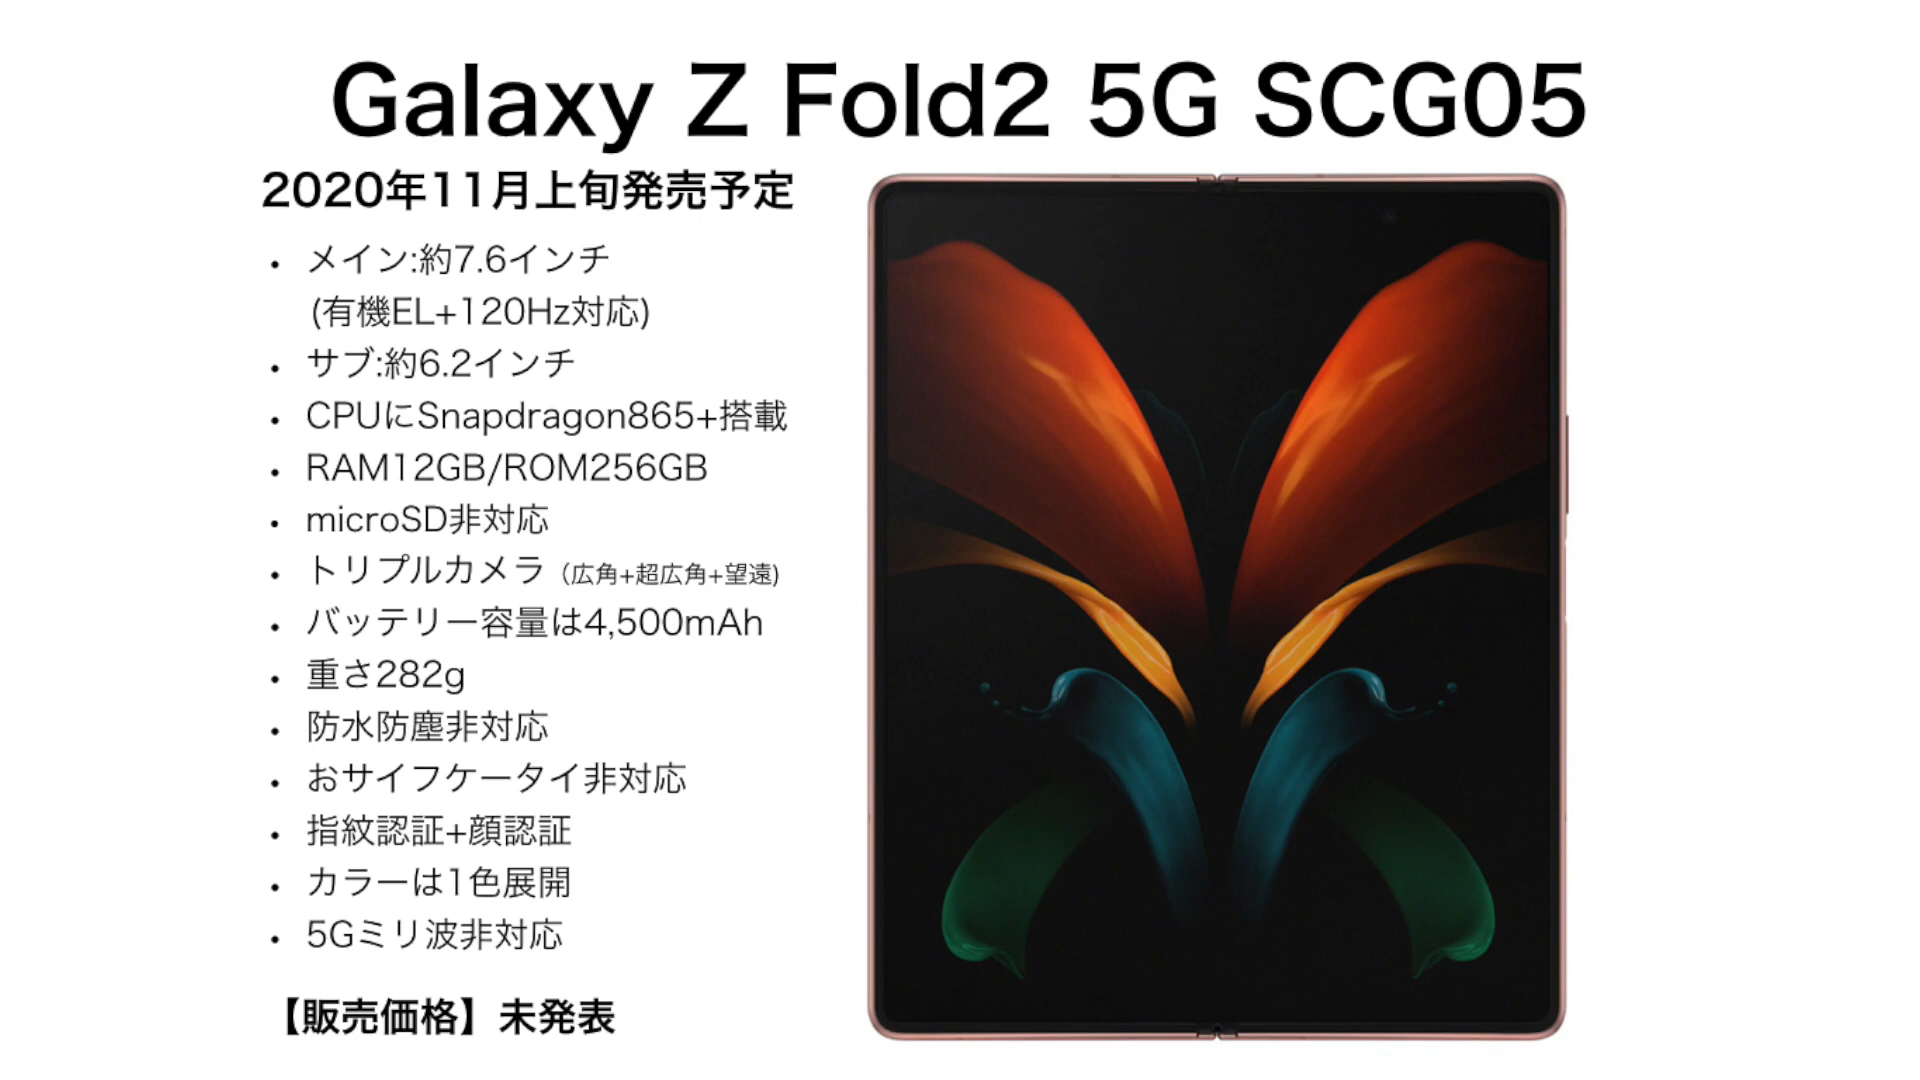 Galaxy Z Fold2 5G SCG05
2020年11月上旬発売予定
• メイン:約7.6インチ
(有機EL+120Hz対応)
• サブ:約6.2インチ
• CPUにSnapdragon865+搭載
• RAM12GB/ROM256GB
• microSD非対応
• トリプルカメラ（広角+超広角+望遠)
• バッテリー容量は4,500mAh
• 重さ282g
• 防水防塵非対応
• おサイフケータイ非対応
• 指紋認証+顔認証
• カラーは1色展開
• 5Gミリ波非対応
【販売価格】未発表